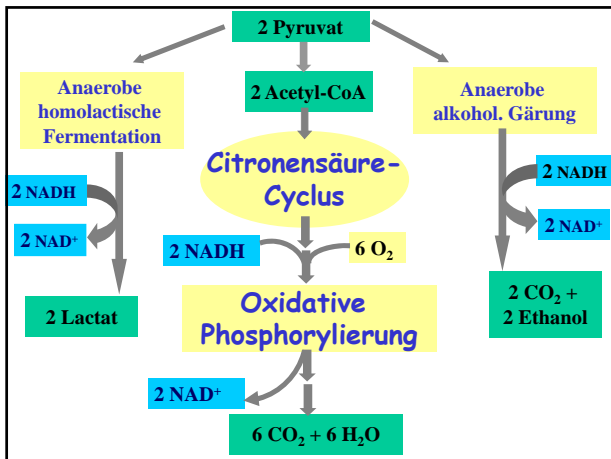 2 Pyruvat
Anaerobe
homolactische
Fermentation
2 NADH
2 NAD⁺
2 Lactat
2 Acetyl-CoA
Citronensäure-
Cyclus
2 NADH
6 O₂
Oxidative
Phosphorylierung
2 NAD⁺
6 CO₂ + 6 H₂O
Anaerobe
alkohol. Gärung
2 NADH
2 NAD⁺
2 CO₂ +
2 Ethanol